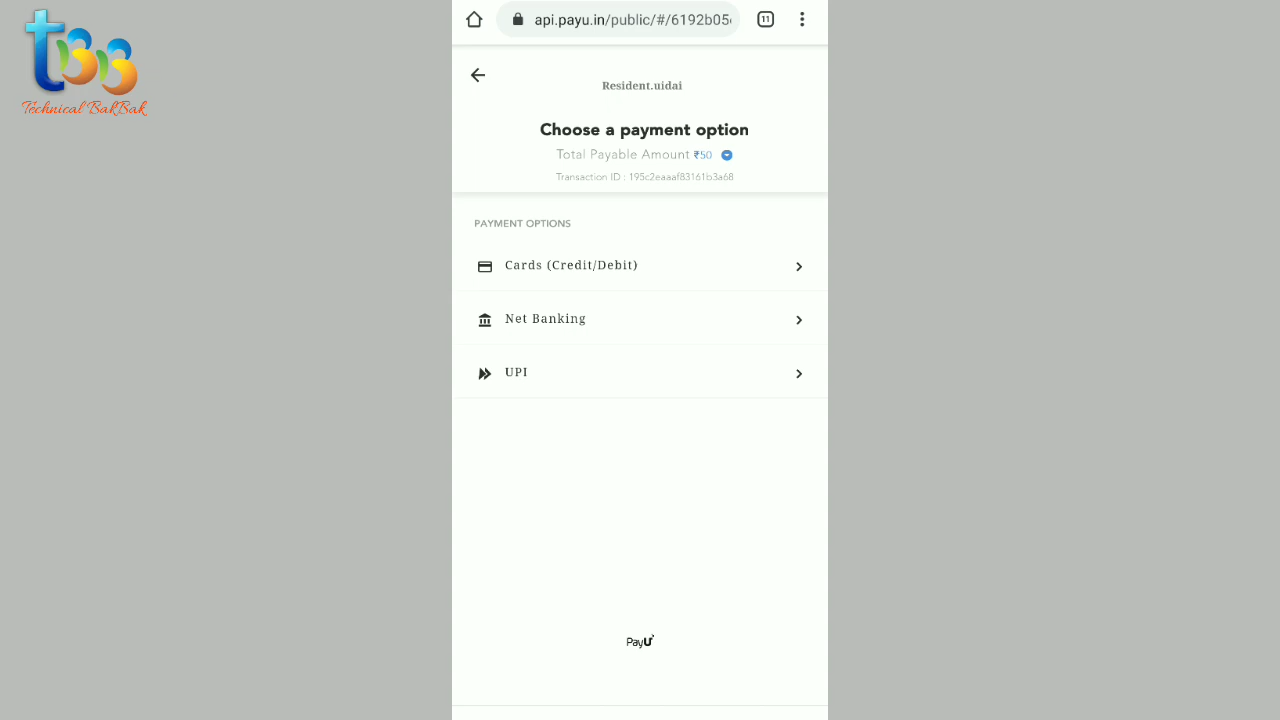 tBB
Technical BakBak
api.payu.in/public/#/6192b05
11
Resident.uidai
Choose a payment option
Total Payable Amount ₹50
Transaction ID : 195c2eaaaf83161b3a68
PAYMENT OPTIONS
Cards (Credit/Debit)
Net Banking
UPI
PayU